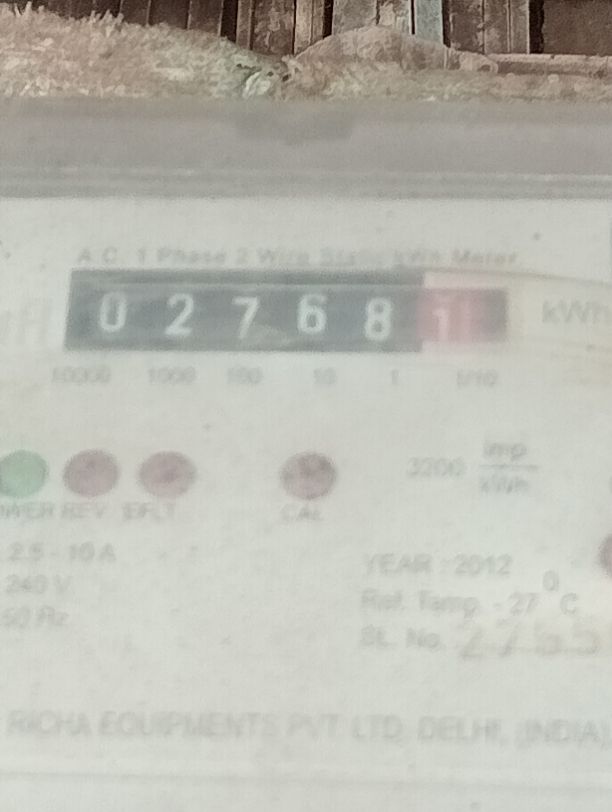 A.C. 1 Phase 2 Wire Static kWh Meter
0 2 7 6 8 1 kWh
10000 1000 100 10 1 1/10
3200 imp/kWh
POWER REV EFLT CAL
2.5 - 10 A
240 V
50 Hz
YEAR : 2012
Ref. Temp. - 27 °C
SL. No.
RICHA EQUIPMENTS PVT. LTD. DELHI, (INDIA)